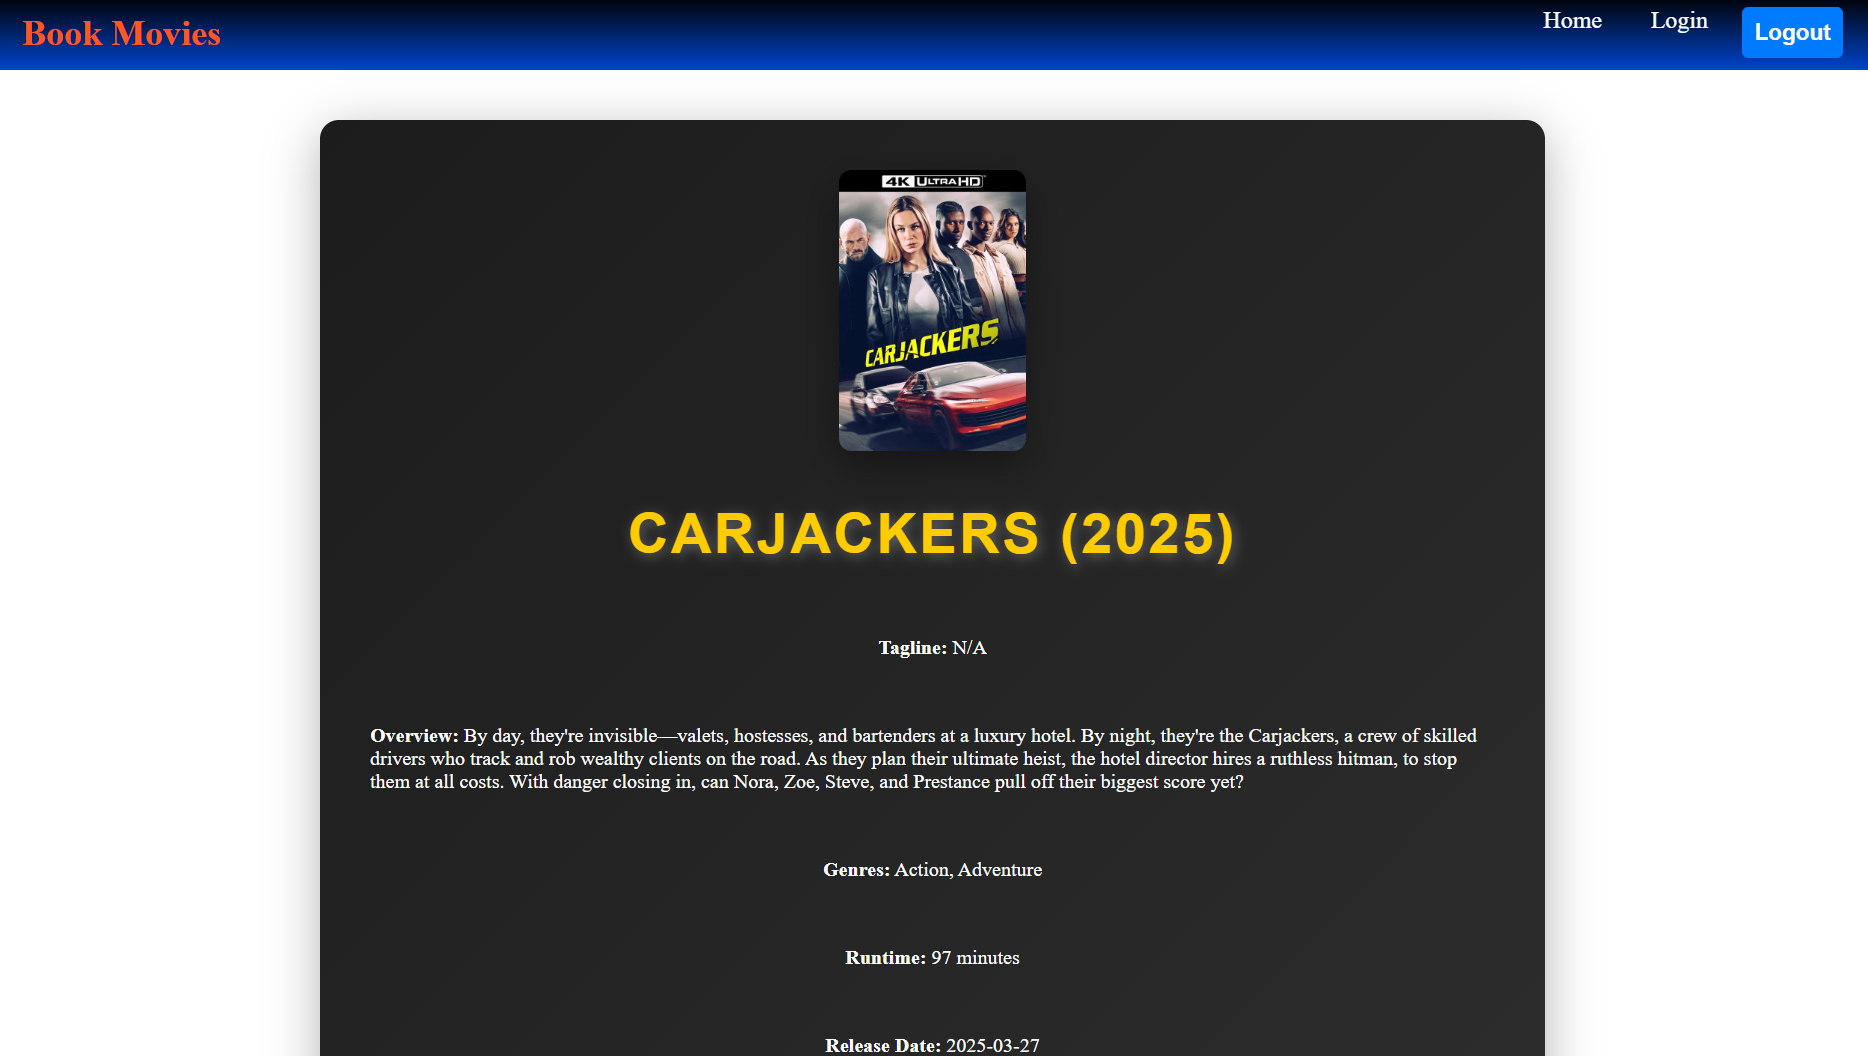 Book Movies
Home
Login
Logout
4K ULTRA HD
CARJACKERS
CARJACKERS (2025)
Tagline: N/A
Overview: By day, they're invisible—valets, hostesses, and bartenders at a luxury hotel. By night, they're the Carjackers, a crew of skilled
drivers who track and rob wealthy clients on the road. As they plan their ultimate heist, the hotel director hires a ruthless hitman, to stop
them at all costs. With danger closing in, can Nora, Zoe, Steve, and Prestance pull off their biggest score yet?
Genres: Action, Adventure
Runtime: 97 minutes
Release Date: 2025-03-27